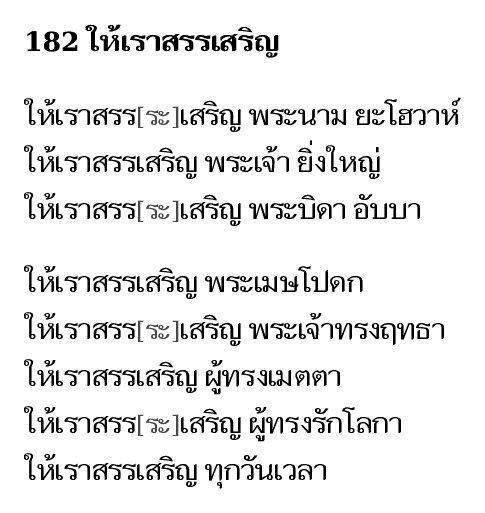 182 ให้เราสรรเสริญ
ให้เราสรร[ระ]เสริญ พระนาม ยะโฮวาห์
ให้เราสรรเสริญ พระเจ้า ยิ่งใหญ่
ให้เราสรร[ระ]เสริญ พระบิดา อับบา
ให้เราสรรเสริญ พระเมษโปดก
ให้เราสรร[ระ]เสริญ พระเจ้าทรงฤทธา
ให้เราสรรเสริญ ผู้ทรงเมตตา
ให้เราสรร[ระ]เสริญ ผู้ทรงรักโลกา
ให้เราสรรเสริญ ทุกวันเวลา